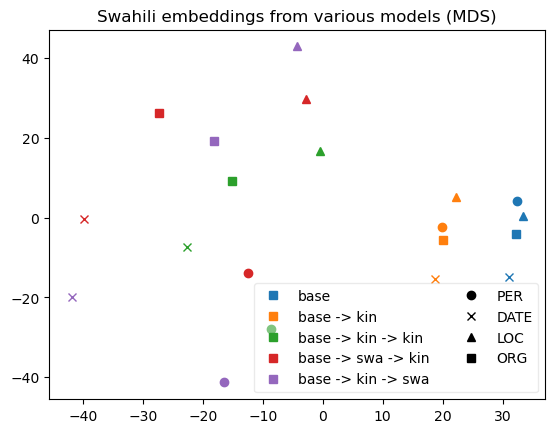 Swahili embeddings from various models (MDS)
40
20
0
−20
−40
base
base -> kin
base -> kin -> kin
base -> swa -> kin
base -> kin -> swa
PER
DATE
LOC
ORG
−40 −30 −20 −10 0 10 20 30